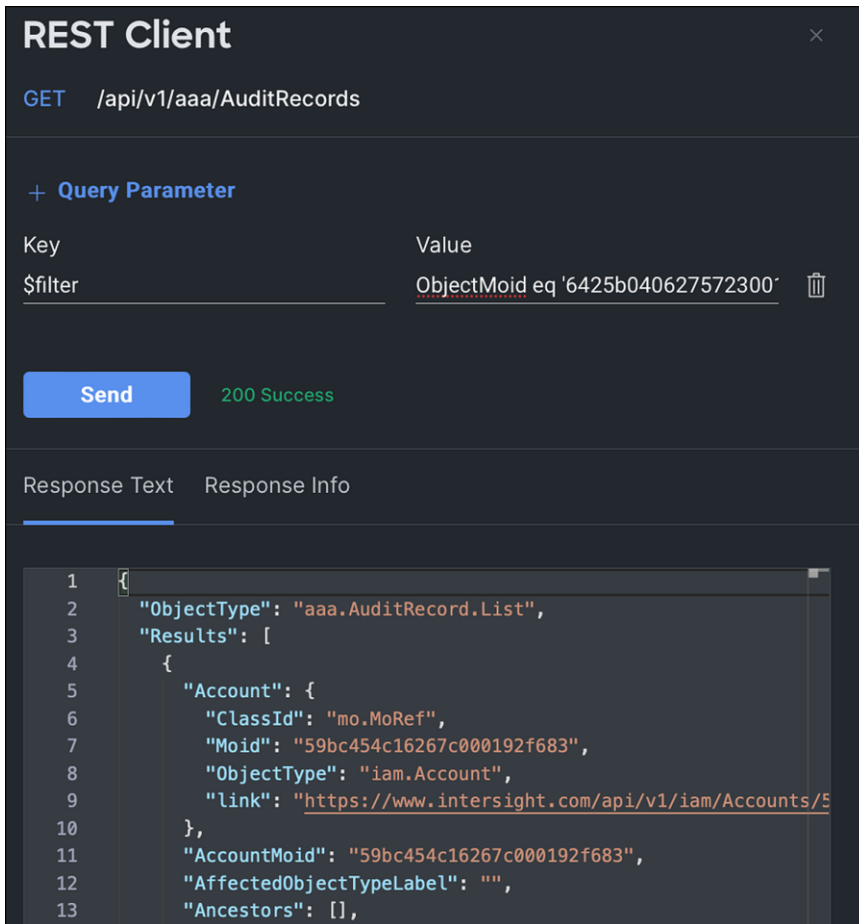 REST Client
GET /api/v1/aaa/AuditRecords
+ Query Parameter
Key Value
$filter ObjectMoid eq '6425b0406275723001
Send 200 Success
Response Text Response Info
1 {
2 "ObjectType": "aaa.AuditRecord.List",
3 "Results": [
4 {
5 "Account": {
6 "ClassId": "mo.MoRef",
7 "Moid": "59bc454c16267c000192f683",
8 "ObjectType": "iam.Account",
9 "link": "https://www.intersight.com/api/v1/iam/Accounts/5
10 },
11 "AccountMoid": "59bc454c16267c000192f683",
12 "AffectedObjectTypeLabel": "",
13 "Ancestors": [],